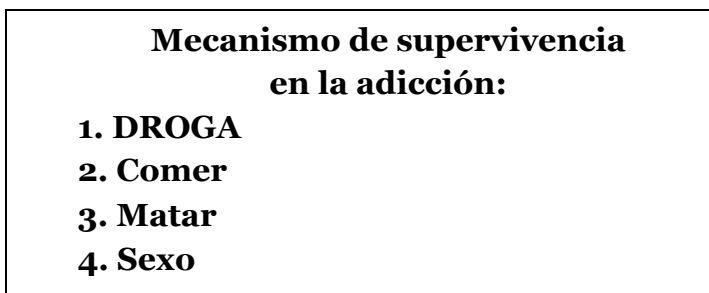 Mecanismo de supervivencia
en la adicción:
1. DROGA
2. Comer
3. Matar
4. Sexo